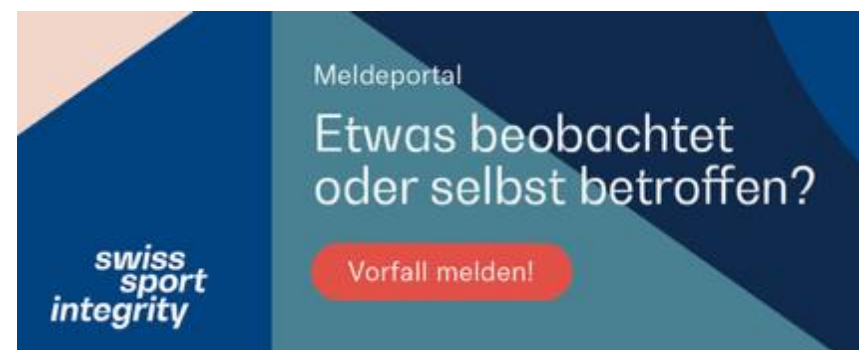 Meldeportal
Etwas beobachtet
oder selbst betroffen?
Vorfall melden!
swiss
sport
integrity